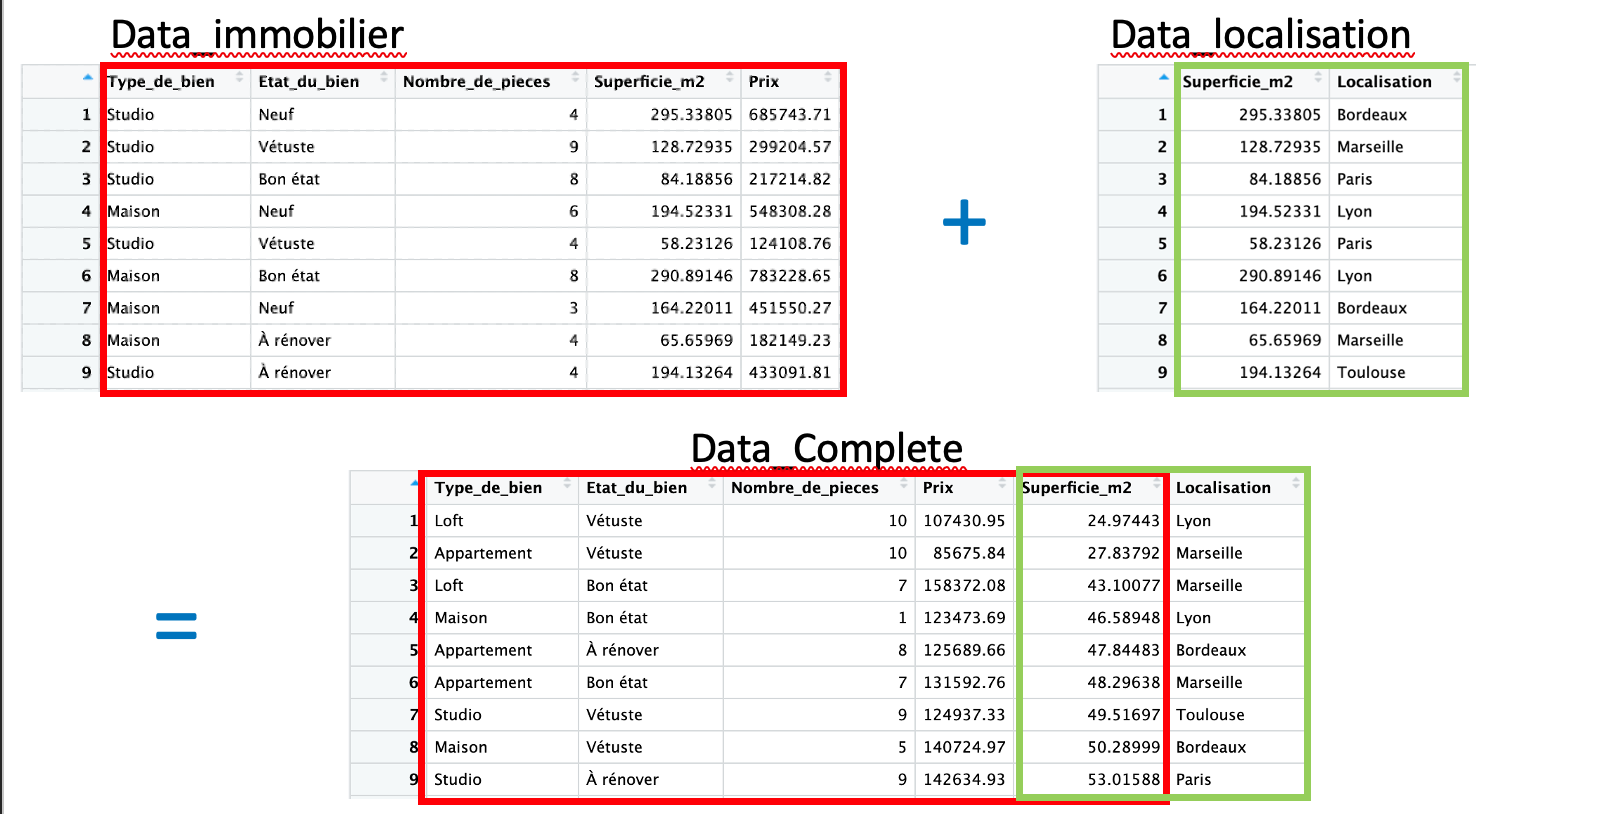 Data_immobilier
Type_de_bien Etat_du_bien Nombre_de_pieces Superficie_m2 Prix
1 Studio Neuf 4 295.33805 685743.71
2 Studio Vétuste 9 128.72935 299204.57
3 Studio Bon état 8 84.18856 217214.82
4 Maison Neuf 6 194.52331 548308.28
5 Studio Vétuste 4 58.23126 124108.76
6 Maison Bon état 8 290.89146 783228.65
7 Maison Neuf 3 164.22011 451550.27
8 Maison À rénover 4 65.65969 182149.23
9 Studio À rénover 4 194.13264 433091.81
+
Data_localisation
Superficie_m2 Localisation
1 295.33805 Bordeaux
2 128.72935 Marseille
3 84.18856 Paris
4 194.52331 Lyon
5 58.23126 Paris
6 290.89146 Lyon
7 164.22011 Bordeaux
8 65.65969 Marseille
9 194.13264 Toulouse
=
Data_Complete
Type_de_bien Etat_du_bien Nombre_de_pieces Prix Superficie_m2 Localisation
1 Loft Vétuste 10 107430.95 24.97443 Lyon
2 Appartement Vétuste 10 85675.84 27.83792 Marseille
3 Loft Bon état 7 158372.08 43.10077 Marseille
4 Maison Bon état 1 123473.69 46.58948 Lyon
5 Appartement À rénover 8 125689.66 47.84483 Bordeaux
6 Appartement Bon état 7 131592.76 48.29638 Marseille
7 Studio Vétuste 9 124937.33 49.51697 Toulouse
8 Maison Vétuste 5 140724.97 50.28999 Bordeaux
9 Studio À rénover 9 142634.93 53.01588 Paris